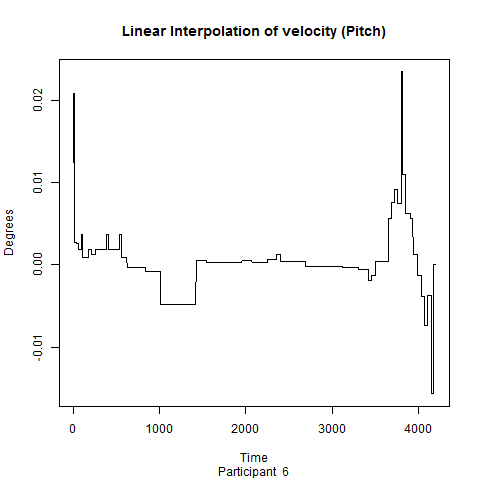 Linear Interpolation of velocity (Pitch)
Degrees
0.02
0.01
0.00
-0.01
0 1000 2000 3000 4000
Time
Participant 6